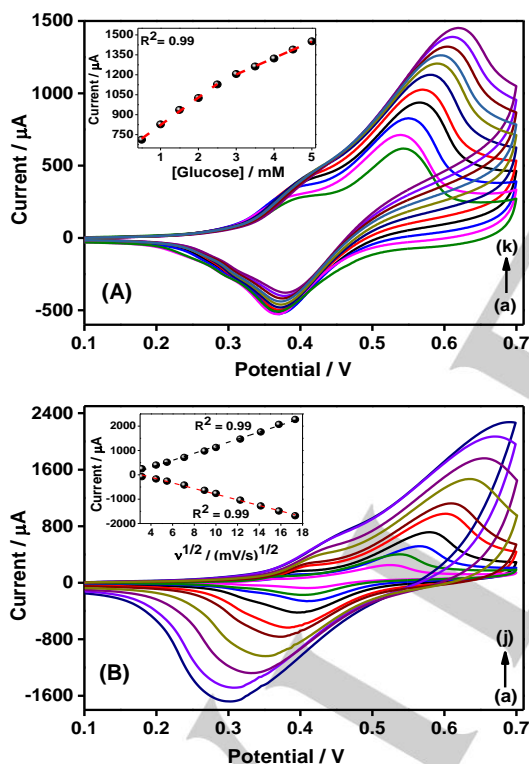 1500
R²= 0.99
1350
1200
1050
900
750
Current / µA
1 2 3 4 5
[Glucose] / mM
1500
1000
500
0
-500
Current / µA
(k)
(a)
(A)
0.1 0.2 0.3 0.4 0.5 0.6 0.7
Potential / V
2400
1600
800
0
-800
-1600
Current / µA
2000
1000
0
-1000
-2000
Current / µA
R² = 0.99
R² = 0.99
4 6 8 10 12 14 16 18
ν^1/2 / (mV/s)^1/2
(j)
(a)
(B)
0.1 0.2 0.3 0.4 0.5 0.6 0.7
Potential / V